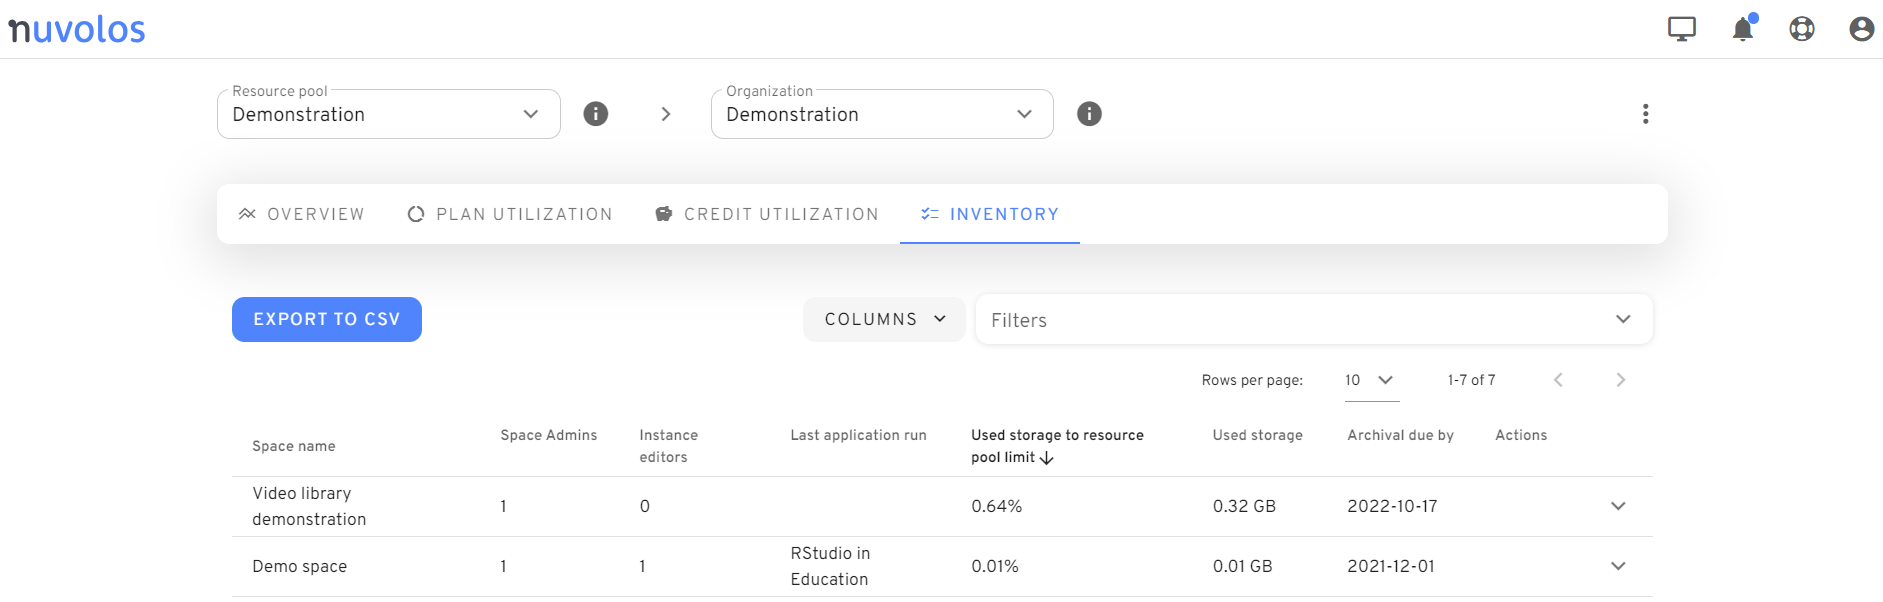 nuvolos
Resource pool
Demonstration
Organization
Demonstration
OVERVIEW
PLAN UTILIZATION
CREDIT UTILIZATION
INVENTORY
EXPORT TO CSV
COLUMNS
Filters
Rows per page:
10
1-7 of 7
Space name
Space Admins
Instance
editors
Last application run
Used storage to resource
pool limit
Used storage
Archival due by
Actions
Video library
demonstration
1
0
0.64%
0.32 GB
2022-10-17
Demo space
1
1
RStudio in
Education
0.01%
0.01 GB
2021-12-01